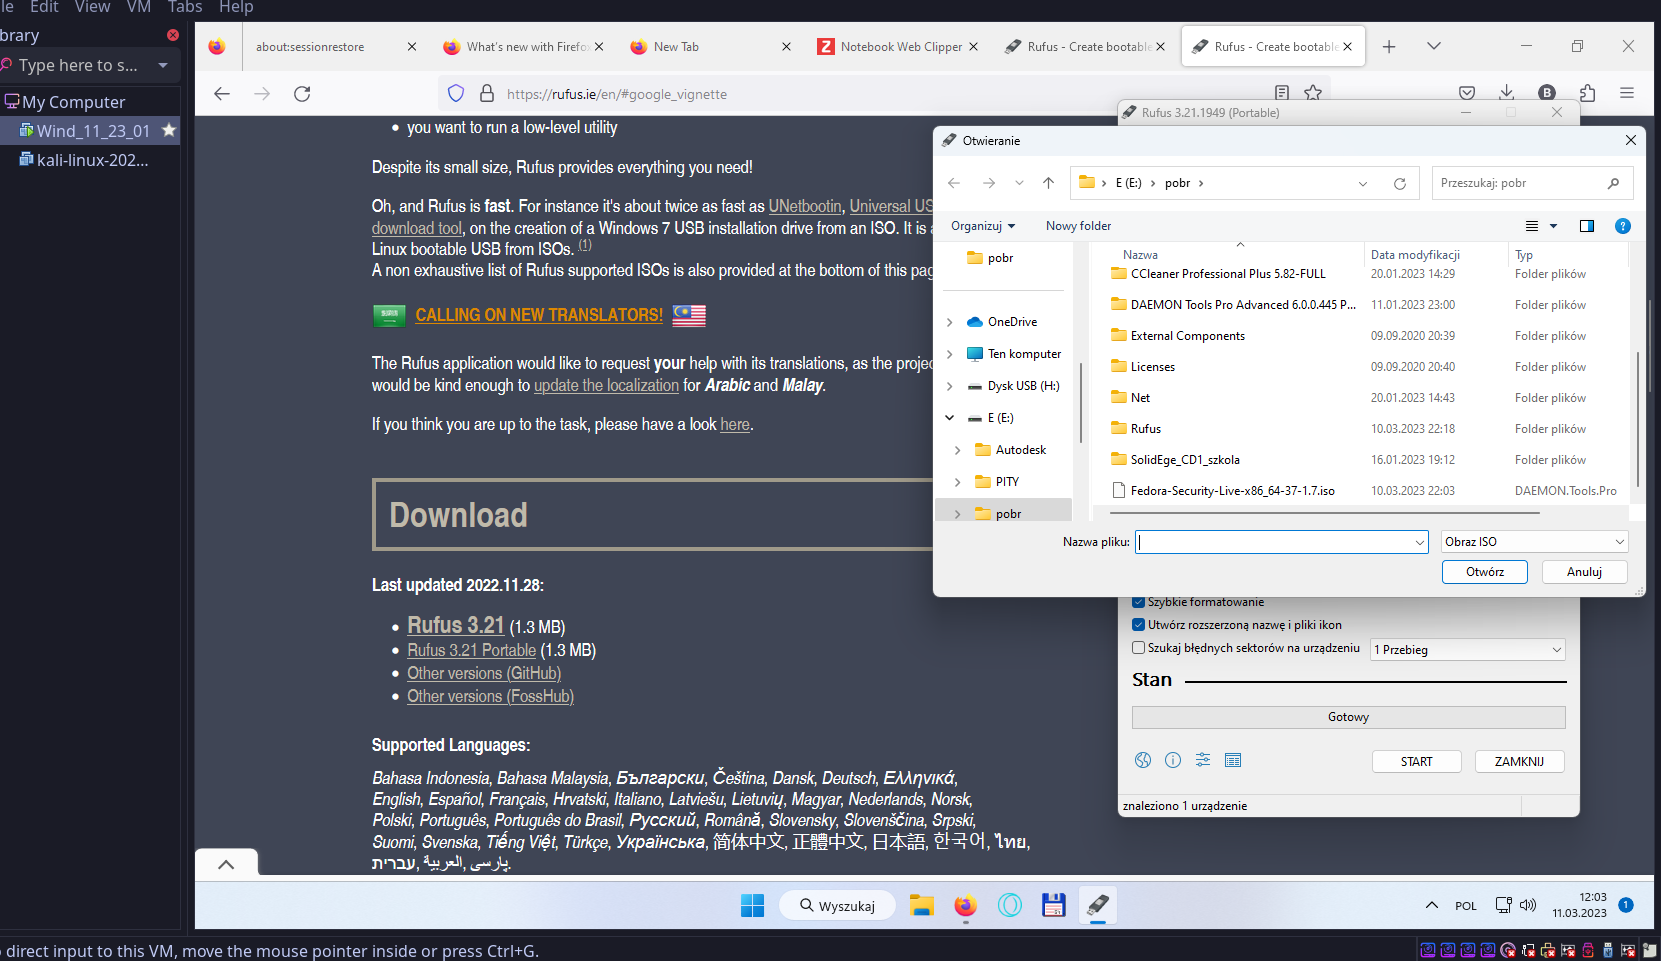 le Edit View VM Tabs Help
brary
Type here to s...
My Computer
Wind_11_23_01
kali-linux-202...
about:sessionrestore
What's new with Firefo
New Tab
Notebook Web Clipper
Rufus - Create bootable
Rufus - Create bootable
https://rufus.ie/en/#google_vignette
you want to run a low-level utility
Despite its small size, Rufus provides everything you need!
Oh, and Rufus is fast. For instance it's about twice as fast as UNetbootin, Universal US
download tool, on the creation of a Windows 7 USB installation drive from an ISO. It is a
Linux bootable USB from ISOs. (1)
A non exhaustive list of Rufus supported ISOs is also provided at the bottom of this pag
CALLING ON NEW TRANSLATORS!
The Rufus application would like to request your help with its translations, as the projec
would be kind enough to update the localization for Arabic and Malay.
If you think you are up to the task, please have a look here.
Download
Last updated 2022.11.28:
Rufus 3.21 (1.3 MB)
Rufus 3.21 Portable (1.3 MB)
Other versions (GitHub)
Other versions (FossHub)
Supported Languages:
Bahasa Indonesia, Bahasa Malaysia, Български, Čeština, Dansk, Deutsch, Ελληνικά,
English, Español, Français, Hrvatski, Italiano, Latviešu, Lietuvių, Magyar, Nederlands, Norsk,
Polski, Português, Português do Brasil, Русский, Română, Slovensky, Slovenščina, Srpski,
Suomi, Svenska, Tiếng Việt, Türkçe, Українська, 简体中文, 正體中文, 日本語, 한국어, ไทย,
עברית, العربية, پارسی.
Rufus 3.21.1949 (Portable)
Otwieranie
E (E:) pobr
Przeszukaj: pobr
Organizuj Nowy folder
pobr
OneDrive
Ten komputer
Dysk USB (H:)
E (E:)
Autodesk
PITY
pobr
Nazwa Data modyfikacji Typ
CCleaner Professional Plus 5.82-FULL 20.01.2023 14:29 Folder plików
DAEMON Tools Pro Advanced 6.0.0.445 P... 11.01.2023 23:00 Folder plików
External Components 09.09.2020 20:39 Folder plików
Licenses 09.09.2020 20:40 Folder plików
Net 20.01.2023 14:43 Folder plików
Rufus 10.03.2023 22:18 Folder plików
SolidEge_CD1_szkola 16.01.2023 19:12 Folder plików
Fedora-Security-Live-x86_64-37-1.7.iso 10.03.2023 22:03 DAEMON.Tools.Pro
Nazwa pliku: Obraz ISO
Otwórz Anuluj
Szybkie formatowanie
Utwórz rozszerzoną nazwę i pliki ikon
Szukaj błędnych sektorów na urządzeniu 1 Przebieg
Stan
Gotowy
START ZAMKNIJ
znaleziono 1 urządzenie
Wyszukaj
POL
12:03
11.03.2023
1
direct input to this VM, move the mouse pointer inside or press Ctrl+G.